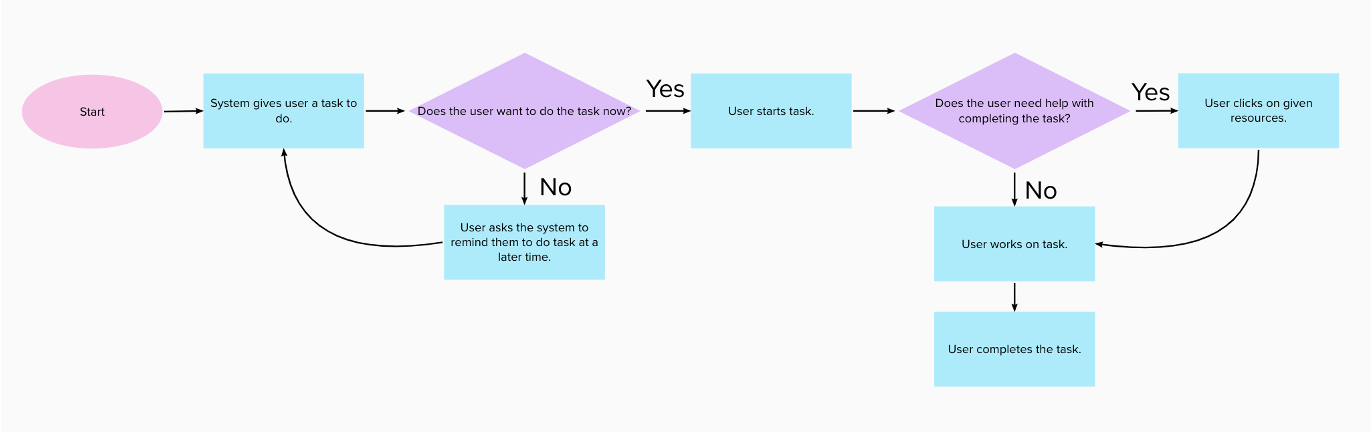 Start
System gives user a task to
do.
Does the user want to do the task now?
Yes
User starts task.
Does the user need help with
completing the task?
Yes
User clicks on given
resources.
No
User asks the system to
remind them to do task at a
later time.
No
User works on task.
User completes the task.